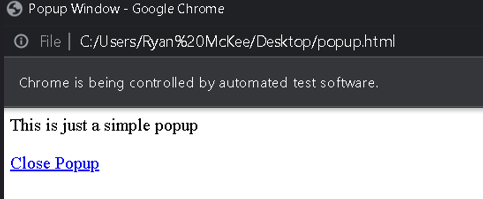 Popup Window - Google Chrome
File | C:/Users/Ryan%20McKee/Desktop/popup.html
Chrome is being controlled by automated test software.
This is just a simple popup
Close Popup